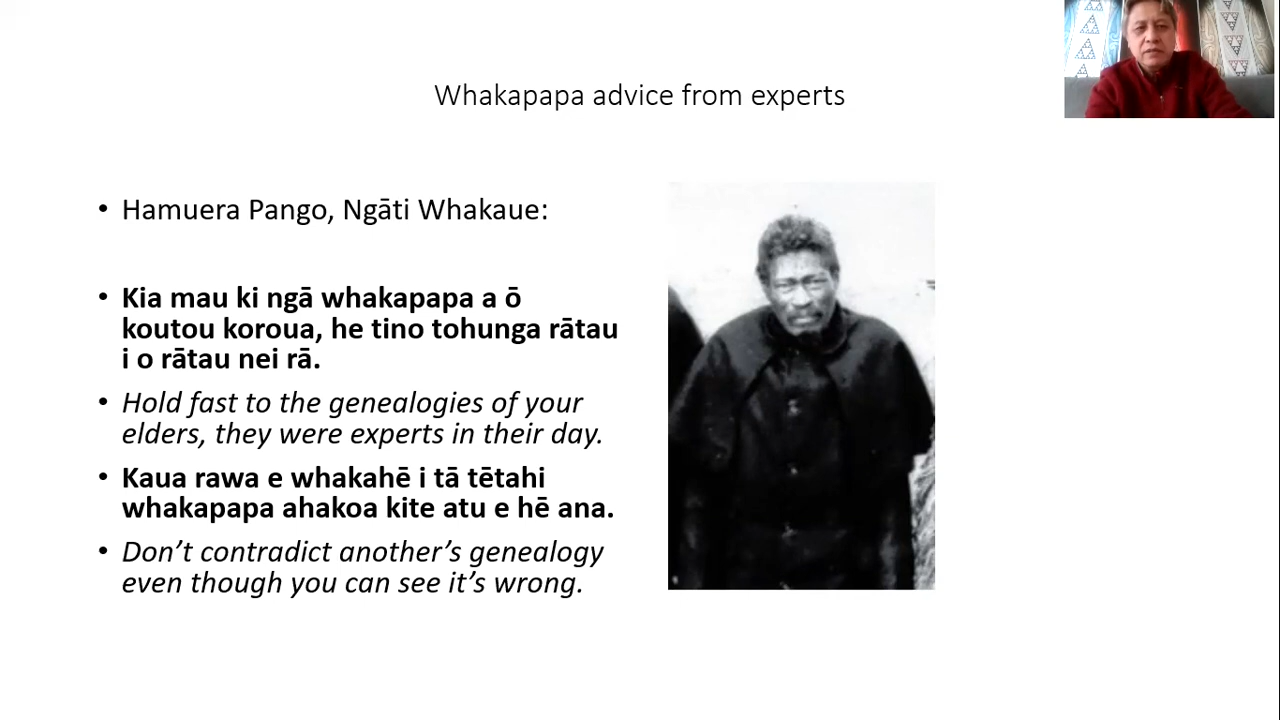 Whakapapa advice from experts
• Hamuera Pango, Ngāti Whakaue:
• Kia mau ki ngā whakapapa a ō
koutou koroua, he tino tohunga rātau
i o rātau nei rā.
• Hold fast to the genealogies of your
elders, they were experts in their day.
• Kaua rawa e whakahē i tā tētahi
whakapapa ahakoa kite atu e hē ana.
• Don’t contradict another’s genealogy
even though you can see it’s wrong.